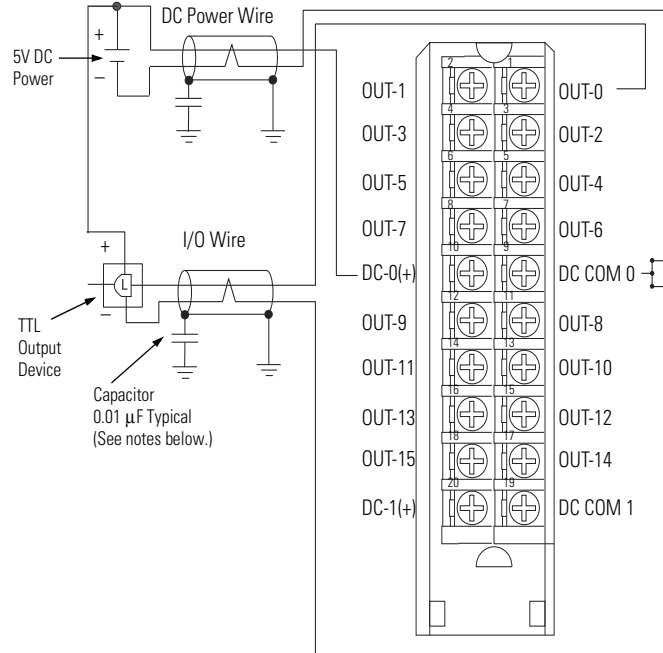 DC Power Wire
+
5V DC
Power
–
I/O Wire
+
L
–
TTL
Output
Device
Capacitor
0.01 µF Typical
(See notes below.)
2 1
OUT-1 OUT-0
4 3
OUT-3 OUT-2
6 5
OUT-5 OUT-4
8 7
OUT-7 OUT-6
10 9
DC-0(+) DC COM 0
12 11
OUT-9 OUT-8
14 13
OUT-11 OUT-10
16 15
OUT-13 OUT-12
18 17
OUT-15 OUT-14
20 19
DC-1(+) DC COM 1